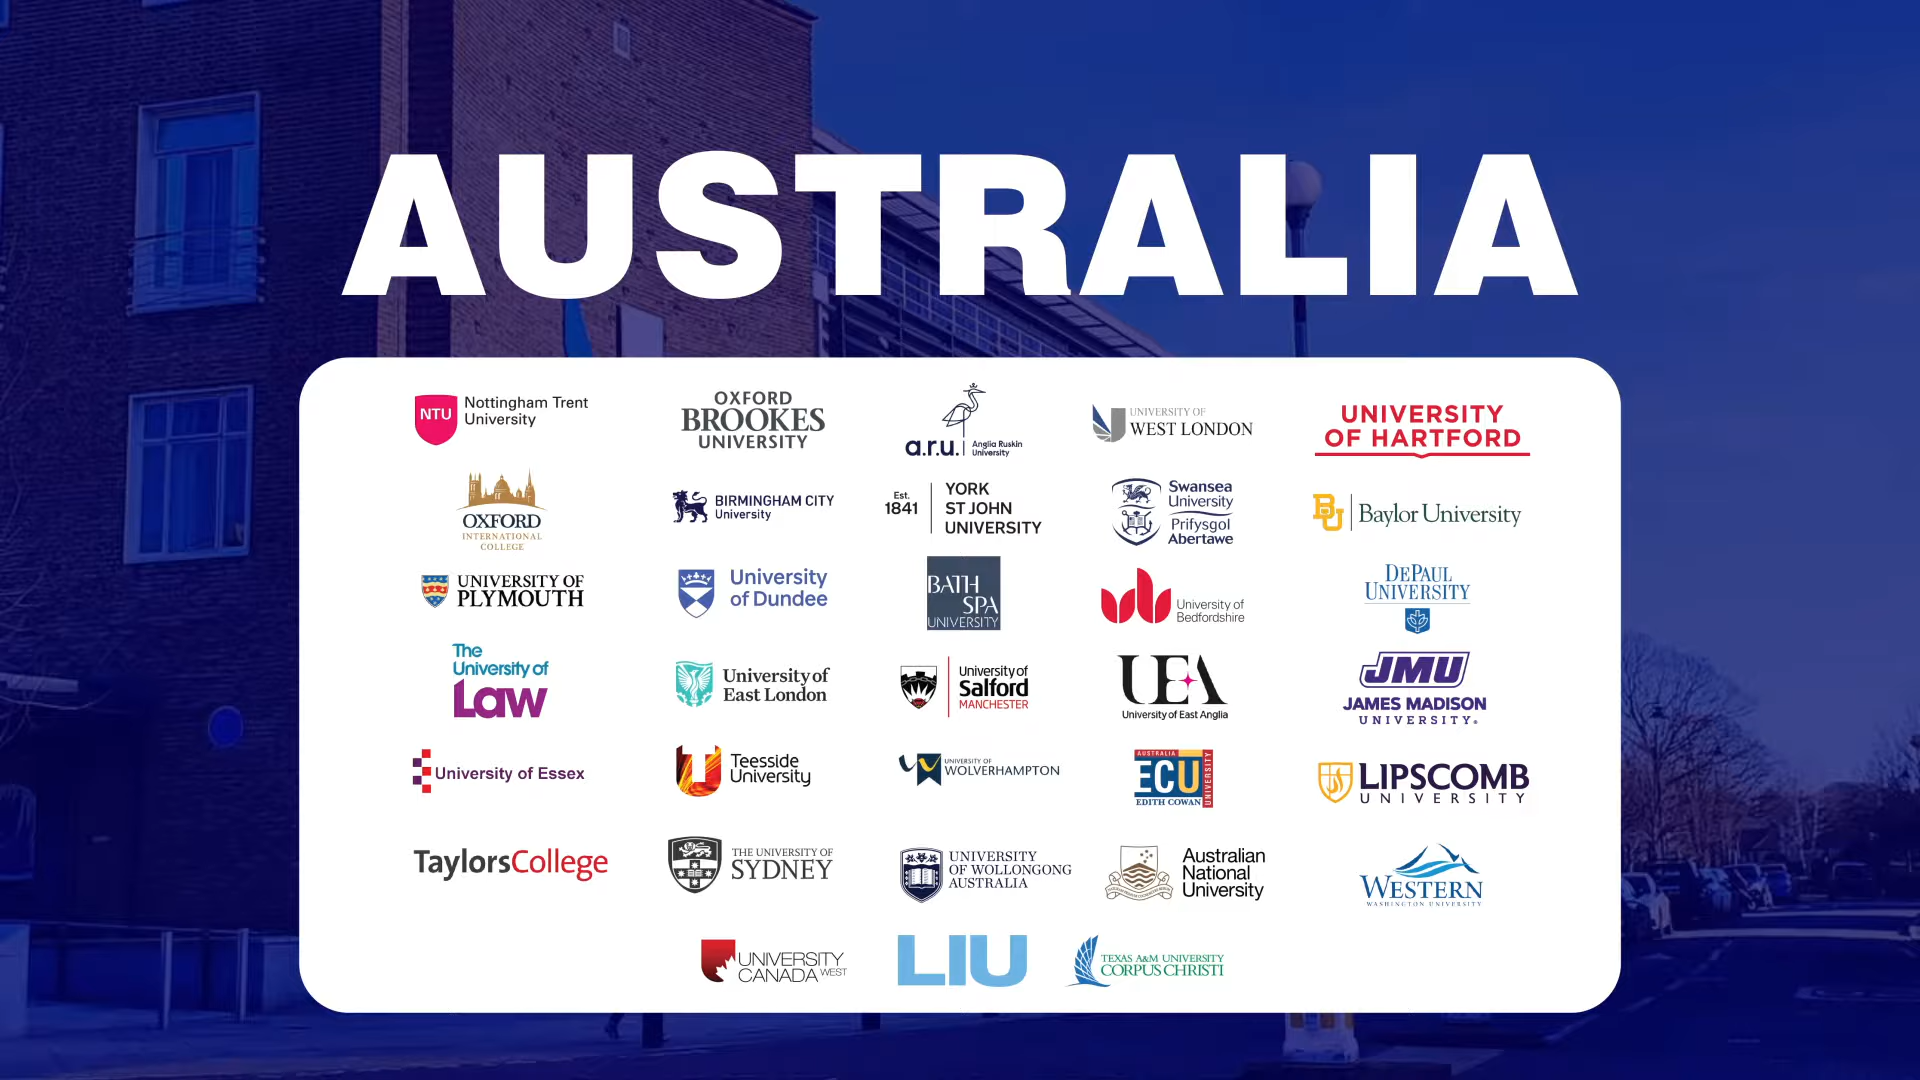 AUSTRALIA
NTU
Nottingham Trent
University
OXFORD
BROOKES
UNIVERSITY
a.r.u.
Anglia Ruskin
University
UNIVERSITY OF
WEST LONDON
UNIVERSITY
OF HARTFORD
OXFORD
INTERNATIONAL
COLLEGE
BIRMINGHAM CITY
University
Est.
1841
YORK
ST JOHN
UNIVERSITY
Swansea
University
Prifysgol
Abertawe
BU
Baylor University
UNIVERSITY OF
PLYMOUTH
University
of Dundee
BATH
SPA
UNIVERSITY
University of
Bedfordshire
DEPAUL
UNIVERSITY
The
University of
Law
University of
East London
University of
Salford
MANCHESTER
UEA
University of East Anglia
JMU
JAMES MADISON
UNIVERSITY®
University of Essex
Teesside
University
UNIVERSITY OF
WOLVERHAMPTON
AUSTRALIA
ECU
EDITH COWAN
UNIVERSITY
LIPSCOMB
UNIVERSITY
TaylorsCollege
THE UNIVERSITY OF
SYDNEY
UNIVERSITY
OF WOLLONGONG
AUSTRALIA
Australian
National
University
WESTERN
WASHINGTON UNIVERSITY
UNIVERSITY
CANADA WEST
LIU
TEXAS A&M UNIVERSITY
CORPUS CHRISTI